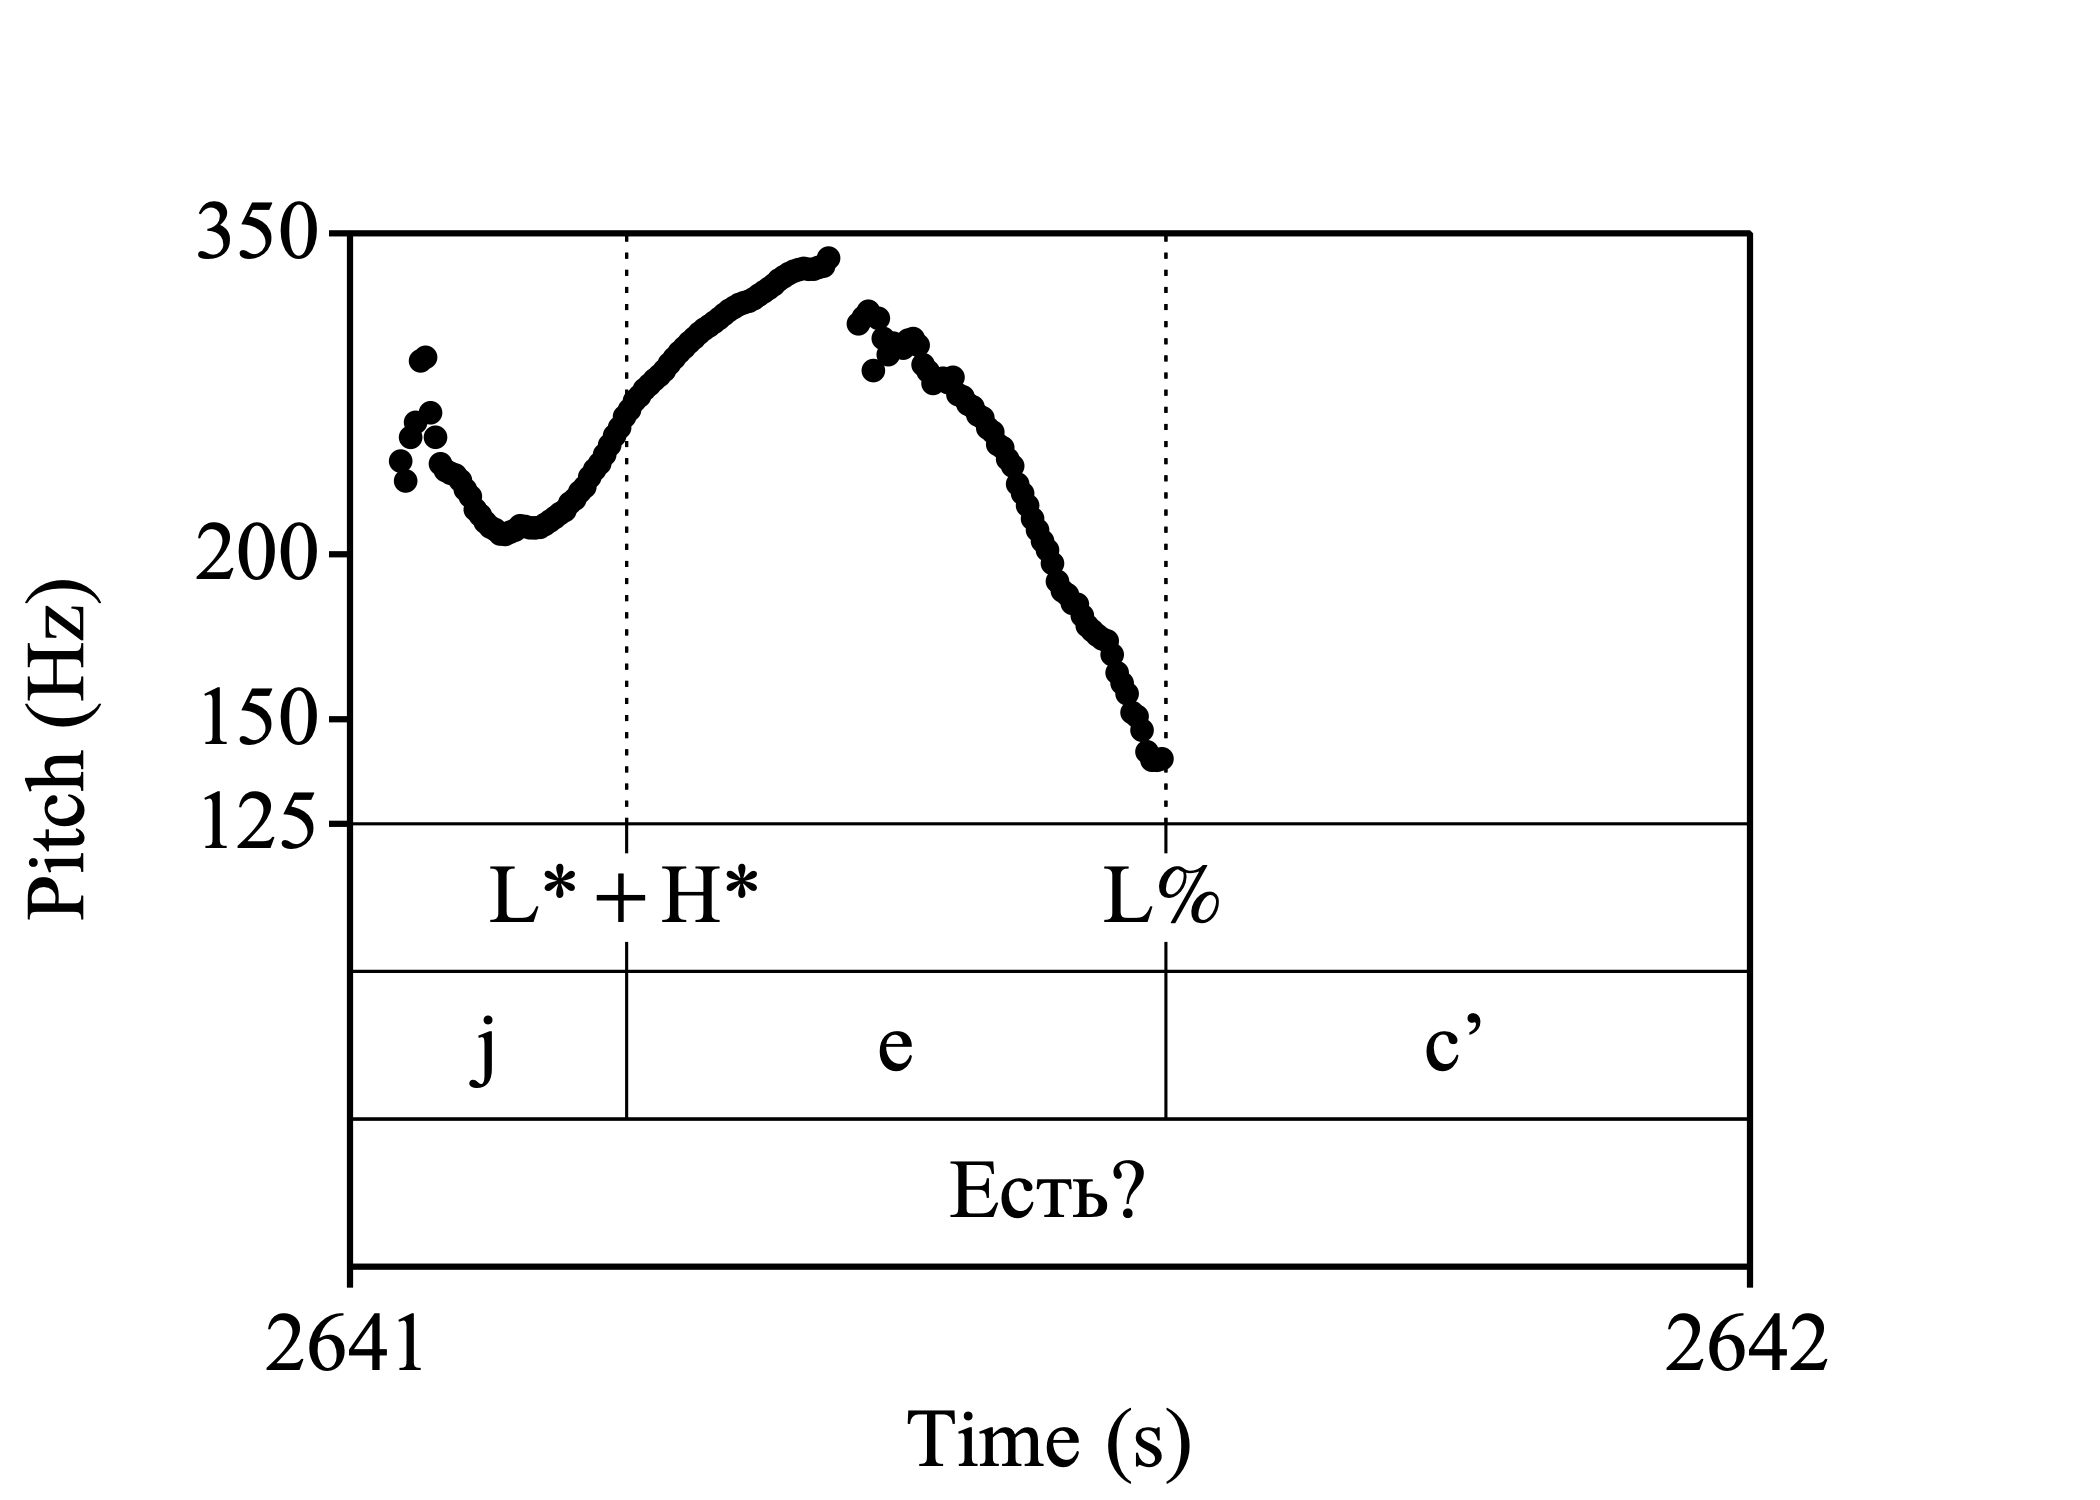 350
200
150
125
Pitch (Hz)
L* + H* L%
j e c’
Есть?
2641 2642
Time (s)